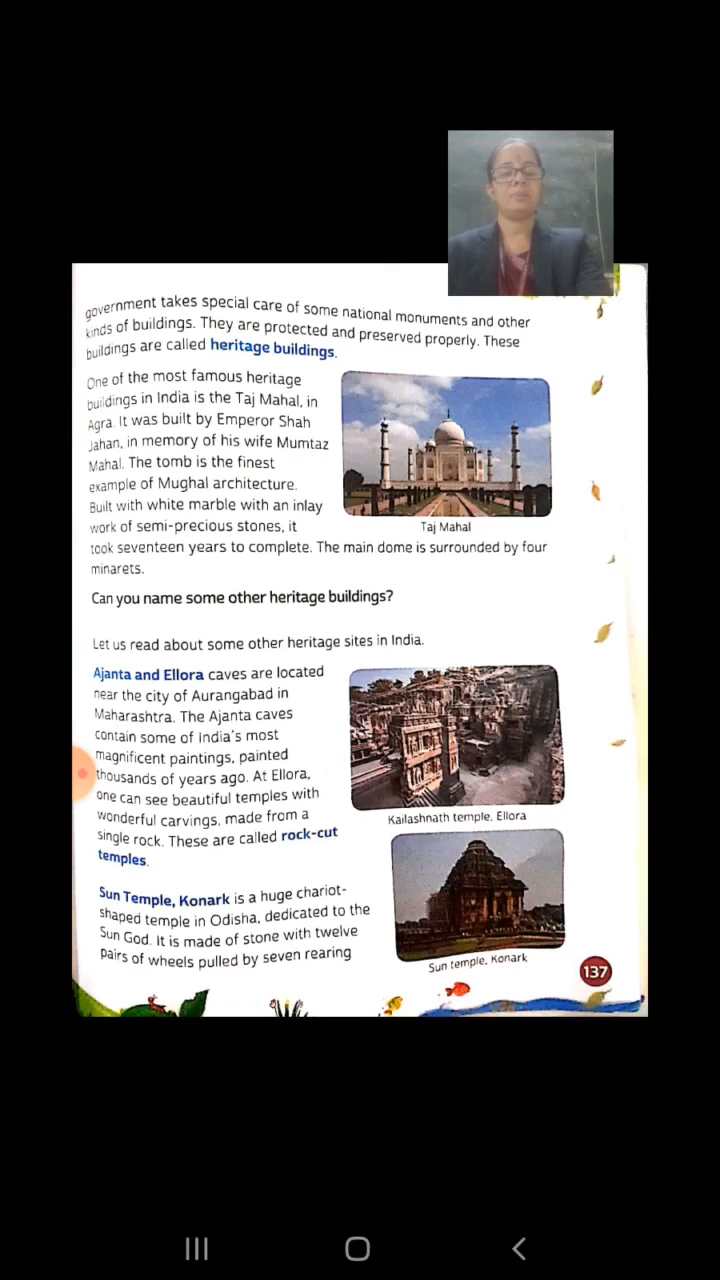 government takes special care of some national monuments and other
kinds of buildings. They are protected and preserved properly. These
buildings are called heritage buildings.
One of the most famous heritage
buildings in India is the Taj Mahal, in
Agra. It was built by Emperor Shah
Jahan, in memory of his wife Mumtaz
Mahal. The tomb is the finest
example of Mughal architecture.
Built with white marble with an inlay
work of semi-precious stones, it
took seventeen years to complete. The main dome is surrounded by four
minarets.
Taj Mahal
Can you name some other heritage buildings?
Let us read about some other heritage sites in India.
Ajanta and Ellora caves are located
near the city of Aurangabad in
Maharashtra. The Ajanta caves
contain some of India's most
magnificent paintings, painted
thousands of years ago. At Ellora,
one can see beautiful temples with
wonderful carvings, made from a
single rock. These are called rock-cut
temples.
Kailashnath temple, Ellora
Sun Temple, Konark is a huge chariot-
shaped temple in Odisha, dedicated to the
Sun God. It is made of stone with twelve
pairs of wheels pulled by seven rearing
Sun temple, Konark
137